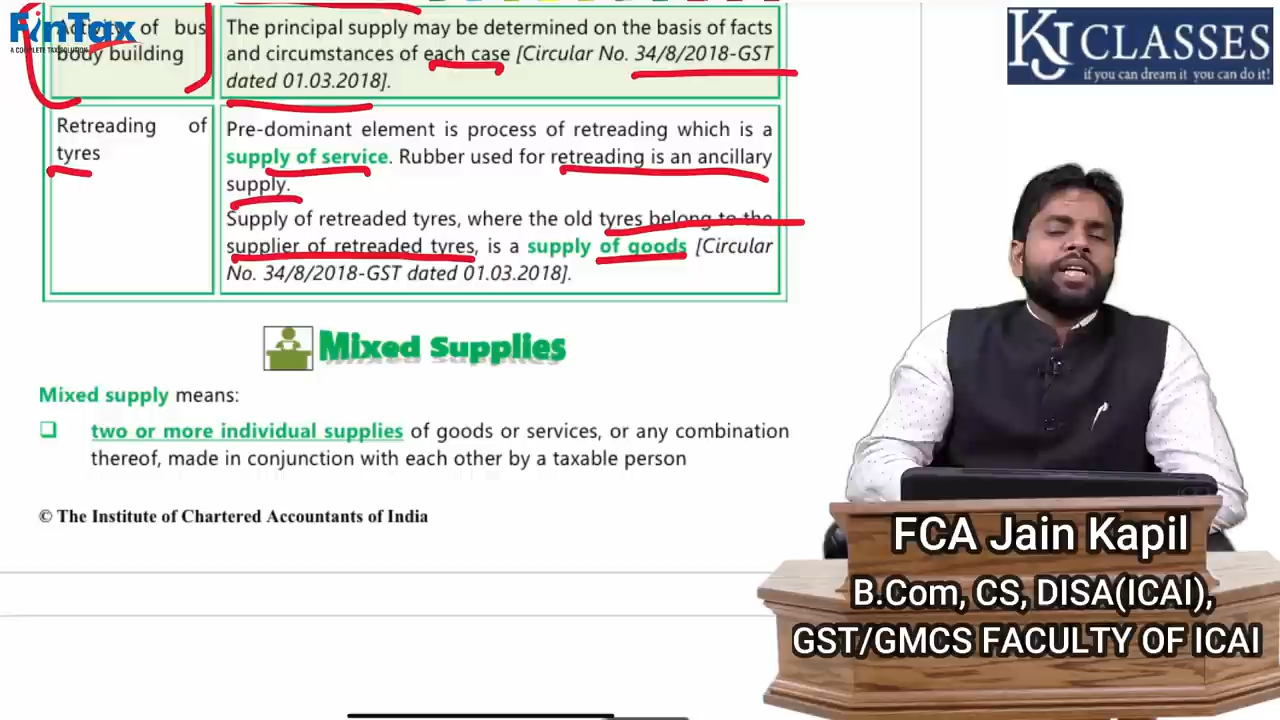 FinTax
A COMPLETE TAX SOLUTION
Activity of bus
body building
The principal supply may be determined on the basis of facts
and circumstances of each case [Circular No. 34/8/2018-GST
dated 01.03.2018].
Retreading of
tyres
Pre-dominant element is process of retreading which is a
supply of service. Rubber used for retreading is an ancillary
supply.
Supply of retreaded tyres, where the old tyres belong to the
supplier of retreaded tyres, is a supply of goods [Circular
No. 34/8/2018-GST dated 01.03.2018].
Mixed Supplies
Mixed supply means:
❑ two or more individual supplies of goods or services, or any combination
thereof, made in conjunction with each other by a taxable person
© The Institute of Chartered Accountants of India
KJ CLASSES
if you can dream it you can do it!
FCA Jain Kapil
B.Com, CS, DISA(ICAI),
GST/GMCS FACULTY OF ICAI